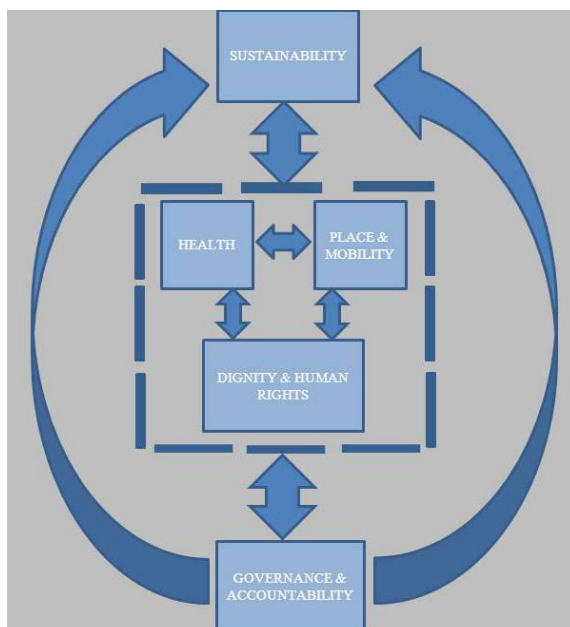 SUSTAINABILITY
HEALTH
PLACE &
MOBILITY
DIGNITY & HUMAN
RIGHTS
GOVERNANCE &
ACCOUNTABILITY